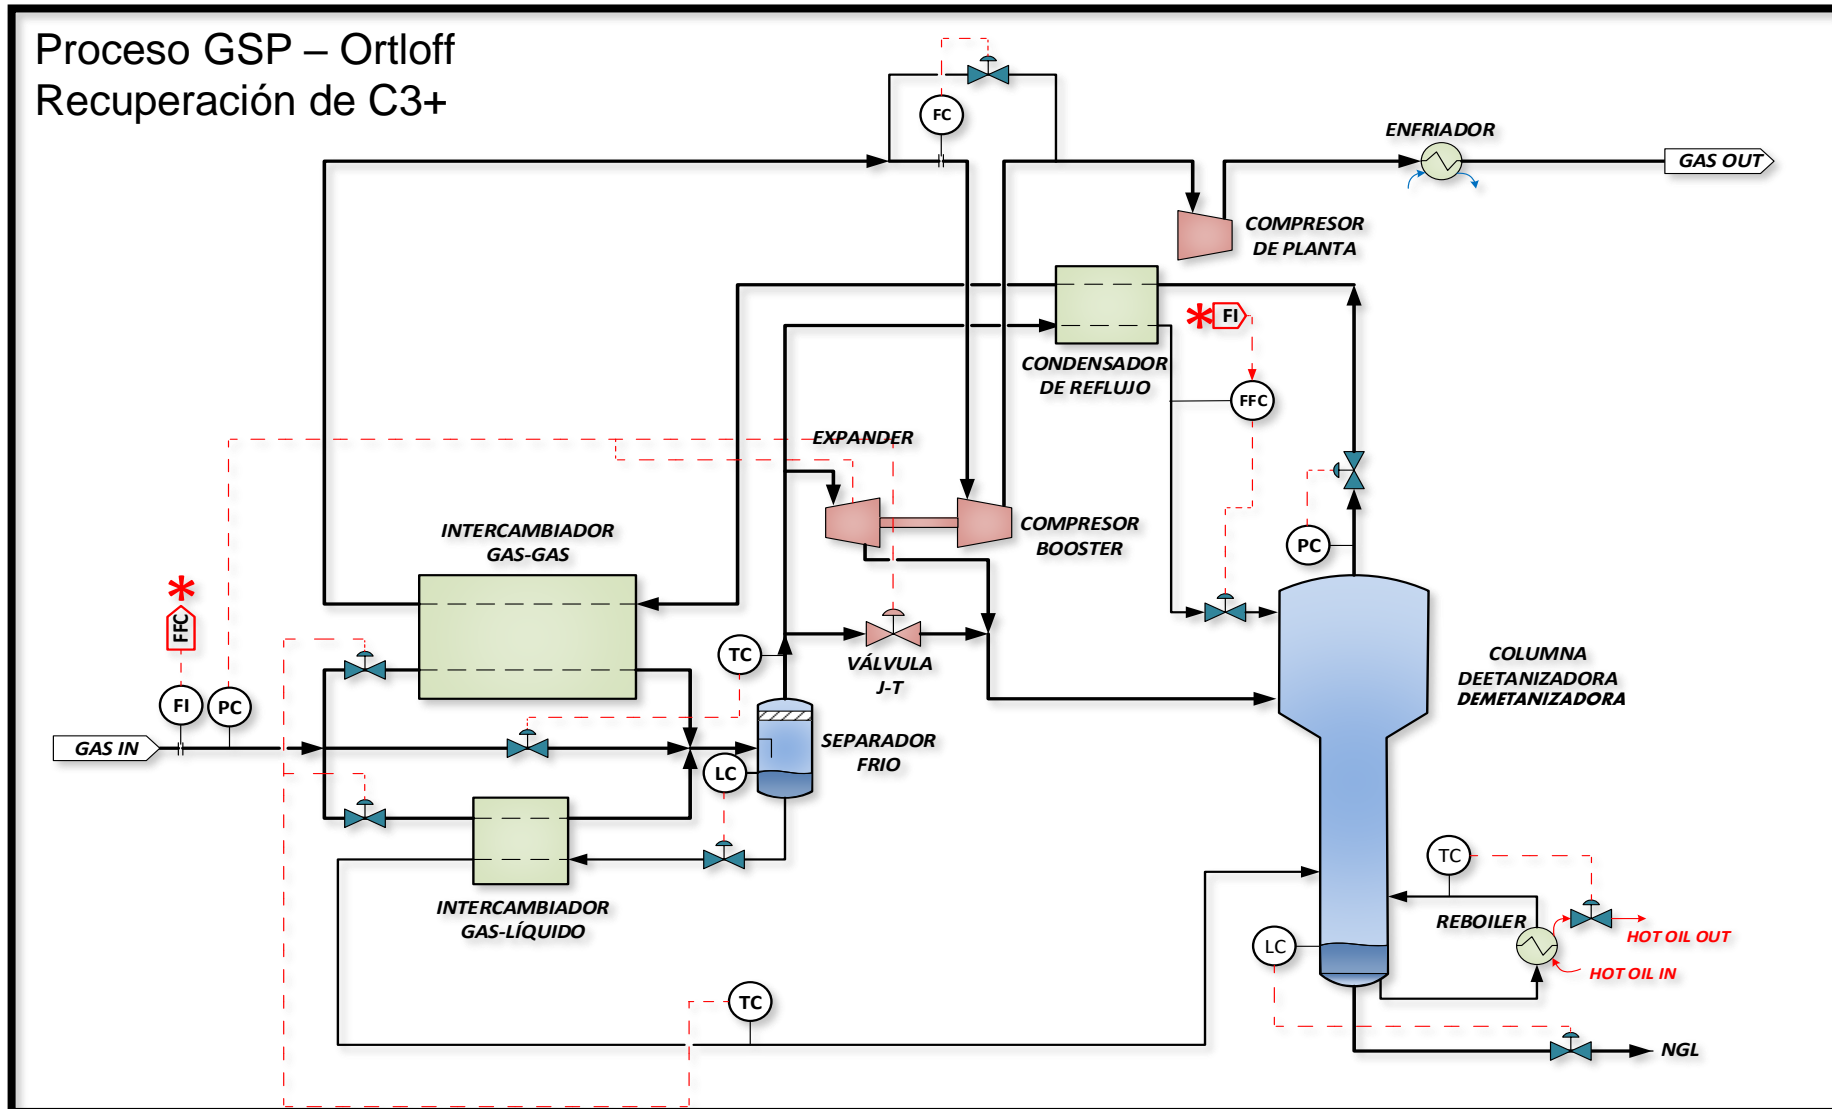 Proceso GSP – Ortloff
Recuperación de C3+
FC
ENFRIADOR
GAS OUT
COMPRESOR
DE PLANTA
* FI
CONDENSADOR
DE REFLUJO
FFC
EXPANDER
INTERCAMBIADOR
GAS-GAS
COMPRESOR
BOOSTER
PC
*
FFC
TC
VÁLVULA
J-T
COLUMNA
DEETANIZADORA
DEMETANIZADORA
FI
PC
GAS IN
SEPARADOR
FRIO
LC
TC
INTERCAMBIADOR
GAS-LÍQUIDO
REBOILER
HOT OIL OUT
LC
HOT OIL IN
TC
NGL